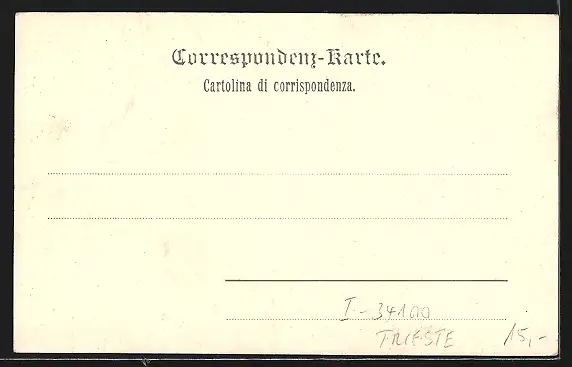 Correspondenz-Karte.
Cartolina di corrispondenza.
I-34100
TRIESTE 15,-